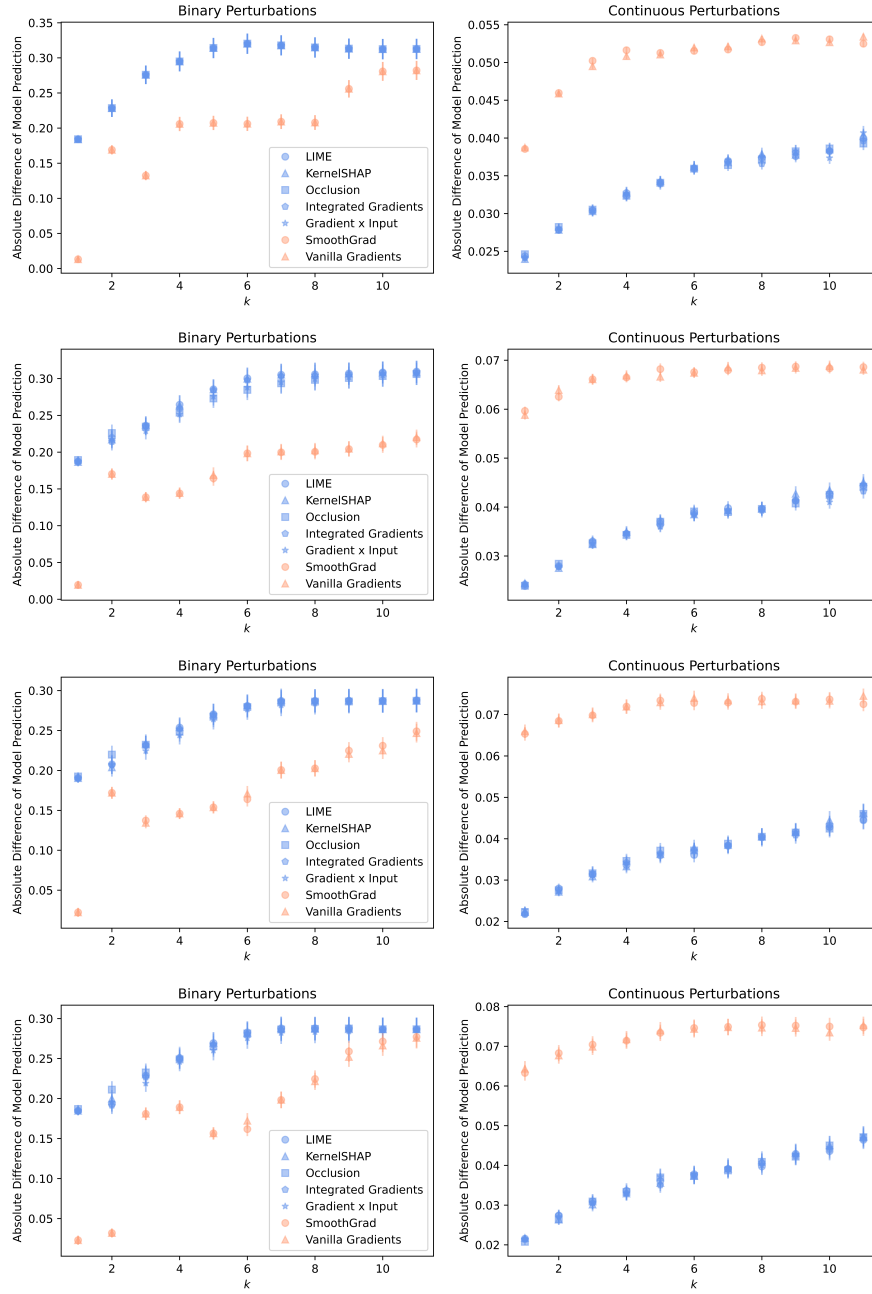 Binary Perturbations
Absolute Difference of Model Prediction
0.35
0.30
0.25
0.20
0.15
0.10
0.05
0.00
2 4 6 8 10
k
LIME
KernelSHAP
Occlusion
Integrated Gradients
Gradient x Input
SmoothGrad
Vanilla Gradients
Continuous Perturbations
Absolute Difference of Model Prediction
0.055
0.050
0.045
0.040
0.035
0.030
0.025
2 4 6 8 10
k
Binary Perturbations
Absolute Difference of Model Prediction
0.30
0.25
0.20
0.15
0.10
0.05
0.00
2 4 6 8 10
k
LIME
KernelSHAP
Occlusion
Integrated Gradients
Gradient x Input
SmoothGrad
Vanilla Gradients
Continuous Perturbations
Absolute Difference of Model Prediction
0.07
0.06
0.05
0.04
0.03
2 4 6 8 10
k
Binary Perturbations
Absolute Difference of Model Prediction
0.30
0.25
0.20
0.15
0.10
0.05
2 4 6 8 10
k
LIME
KernelSHAP
Occlusion
Integrated Gradients
Gradient x Input
SmoothGrad
Vanilla Gradients
Continuous Perturbations
Absolute Difference of Model Prediction
0.07
0.06
0.05
0.04
0.03
0.02
2 4 6 8 10
k
Binary Perturbations
Absolute Difference of Model Prediction
0.30
0.25
0.20
0.15
0.10
0.05
2 4 6 8 10
k
LIME
KernelSHAP
Occlusion
Integrated Gradients
Gradient x Input
SmoothGrad
Vanilla Gradients
Continuous Perturbations
Absolute Difference of Model Prediction
0.08
0.07
0.06
0.05
0.04
0.03
0.02
2 4 6 8 10
k